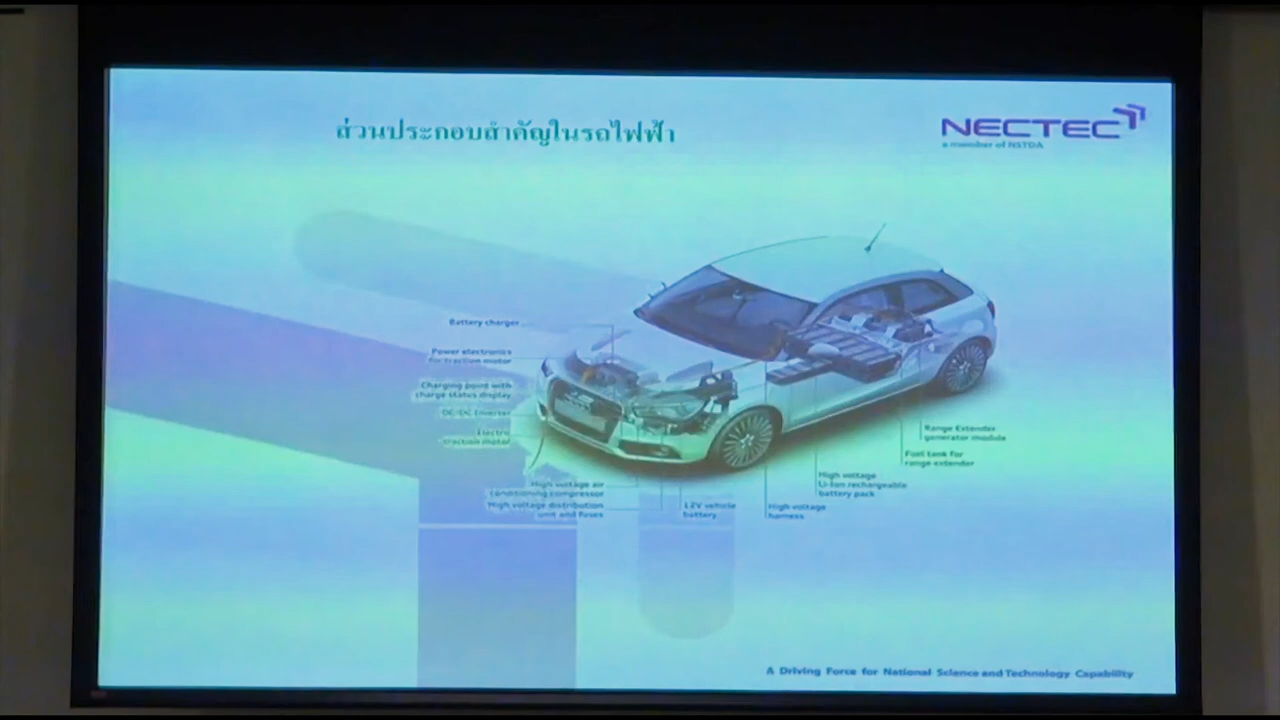 ส่วนประกอบสำคัญในรถไฟฟ้า
NECTEC
a member of NSTDA
Battery charger
Power electronics
for traction motor
Charging point with
charge status display
DC/DC Inverter
Electro
traction motor
High voltage air
conditioning compressor
High voltage distribution
unit and fuses
12V vehicle
battery
High voltage
harness
High voltage
Li-Ion rechargeable
battery pack
Fuel tank for
range extender
Range Extender
generator module
A Driving Force for National Science and Technology Capability